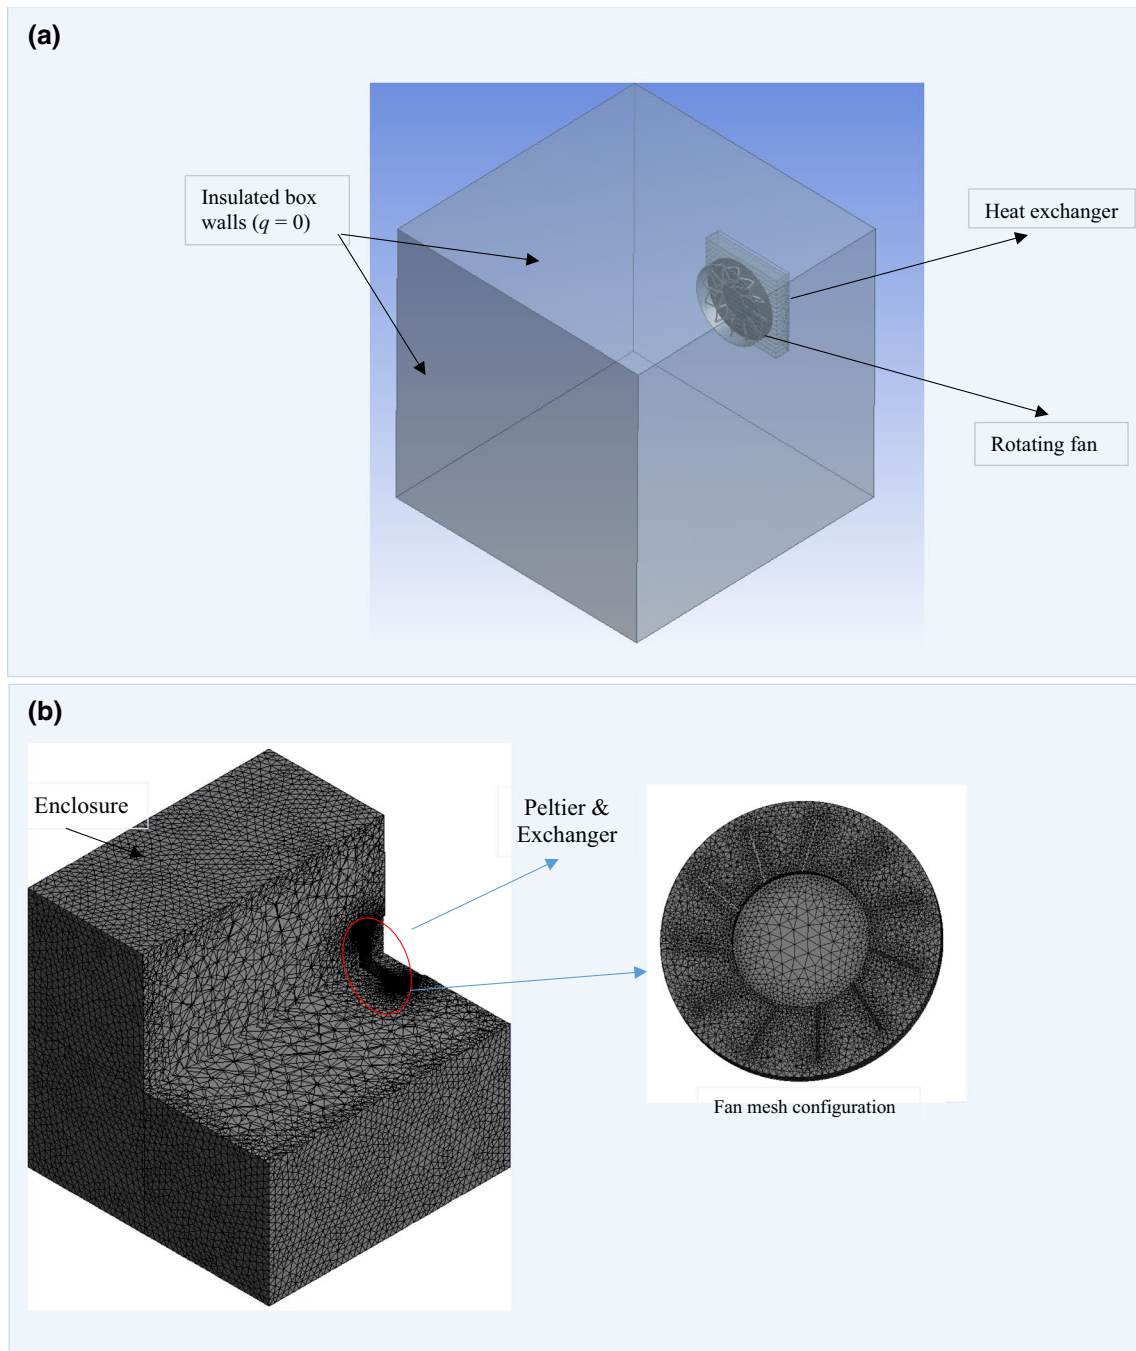 (a)
Insulated box
walls (q = 0)
Heat exchanger
Rotating fan
(b)
Enclosure
Peltier &
Exchanger
Fan mesh configuration